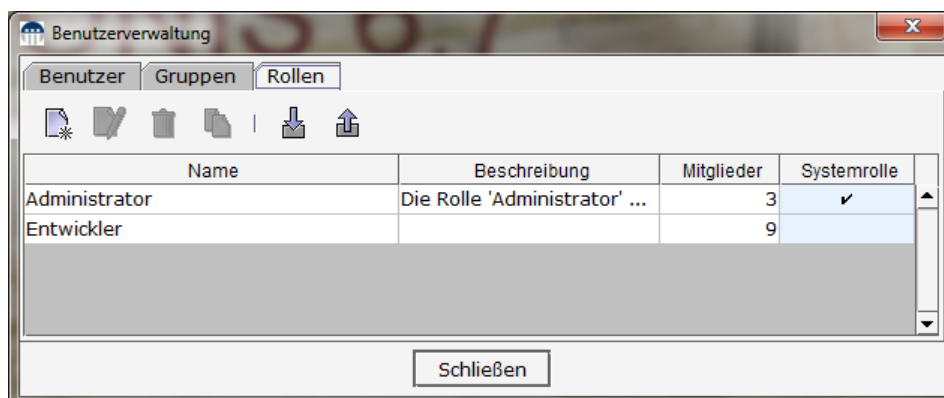 Benutzerverwaltung
Benutzer Gruppen Rollen
Name Beschreibung Mitglieder Systemrolle
Administrator Die Rolle 'Administrator' ... 3
Entwickler 9
Schließen